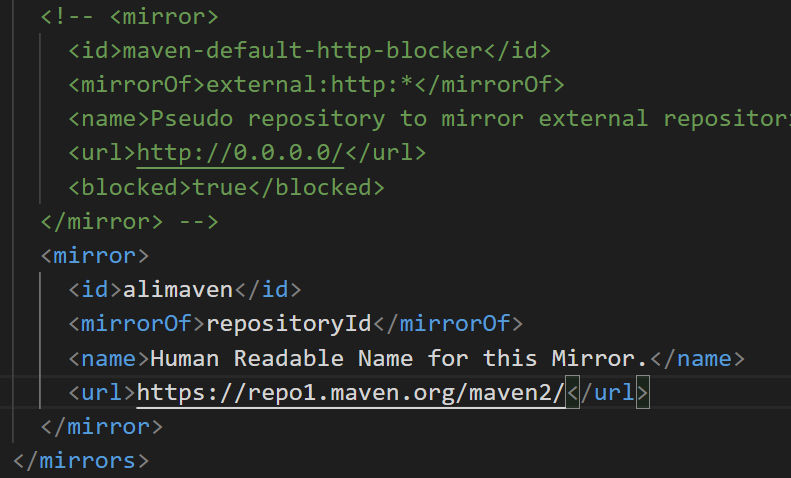 <!-- <mirror>
<id>maven-default-http-blocker</id>
<mirrorOf>external:http:*</mirrorOf>
<name>Pseudo repository to mirror external repositori
<url>http://0.0.0.0/</url>
<blocked>true</blocked>
</mirror> -->
<mirror>
<id>alimaven</id>
<mirrorOf>repositoryId</mirrorOf>
<name>Human Readable Name for this Mirror.</name>
<url>https://repo1.maven.org/maven2/</url>
</mirror>
</mirrors>